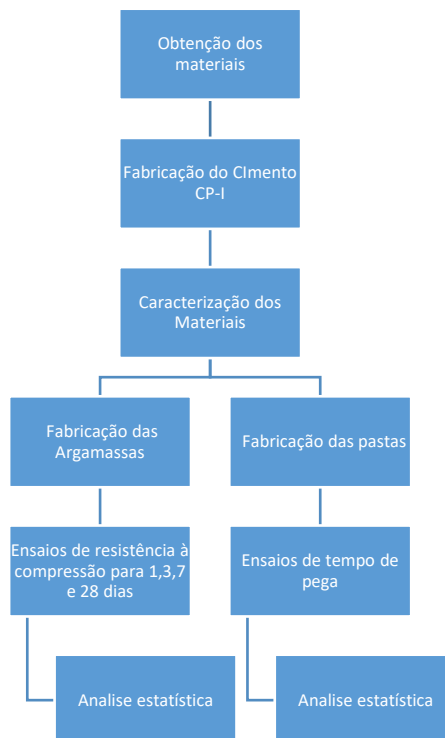 Obtenção dos
materiais
Fabricação do CImento
CP-I
Caracterização dos
Materiais
Fabricação das
Argamassas
Fabricação das pastas
Ensaios de resistência à
compressão para 1,3,7
e 28 dias
Ensaios de tempo de
pega
Analise estatística
Analise estatística